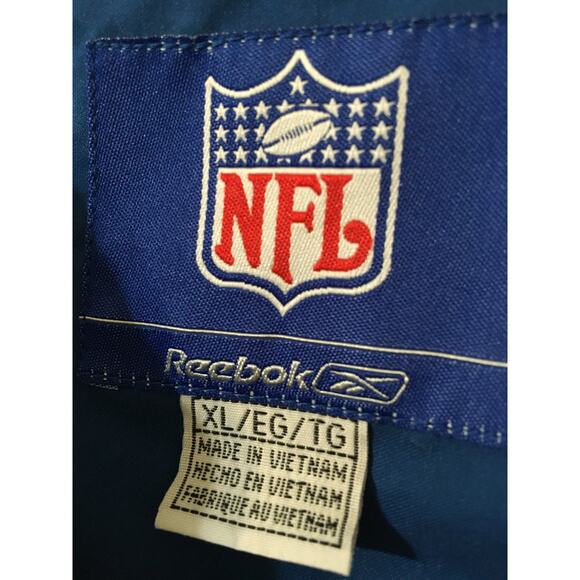 NFL
Reebok
XL/EG/TG
MADE IN VIETNAM
HECHO EN VIETNAM
FABRIQUE AU VIETNAM